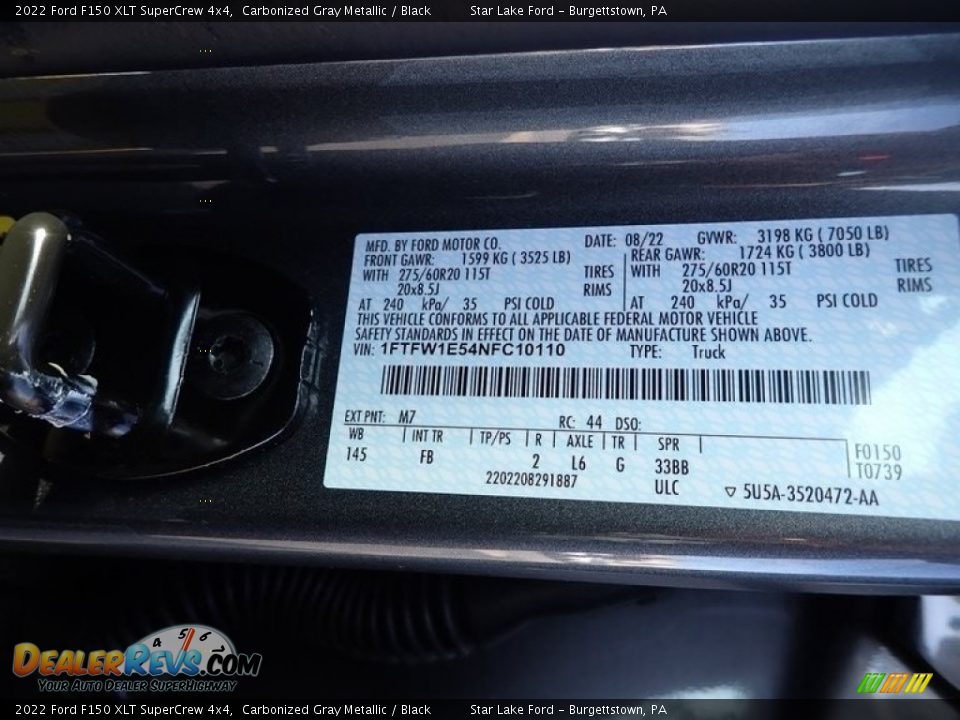 2022 Ford F150 XLT SuperCrew 4x4, Carbonized Gray Metallic / Black Star Lake Ford - Burgettstown, PA
MFD. BY FORD MOTOR CO. DATE: 08/22 GVWR: 3198 KG ( 7050 LB)
FRONT GAWR: 1599 KG ( 3525 LB) REAR GAWR: 1724 KG ( 3800 LB)
WITH 275/60R20 115T TIRES WITH 275/60R20 115T TIRES
20x8.5J RIMS 20x8.5J RIMS
AT 240 kPa/ 35 PSI COLD AT 240 kPa/ 35 PSI COLD
THIS VEHICLE CONFORMS TO ALL APPLICABLE FEDERAL MOTOR VEHICLE
SAFETY STANDARDS IN EFFECT ON THE DATE OF MANUFACTURE SHOWN ABOVE.
VIN: 1FTFW1E54NFC10110 TYPE: Truck
EXT PNT: M7 RC: 44 DSO:
WB INT TR TP/PS R AXLE TR SPR F0150
145 FB 2 L6 G 33BB T0739
2202208291887 ULC ▽ 5U5A-3520472-AA
4 5 6
DEALERREVS.COM
YOUR AUTO DEALER SUPERHIGHWAY
2022 Ford F150 XLT SuperCrew 4x4, Carbonized Gray Metallic / Black Star Lake Ford - Burgettstown, PA